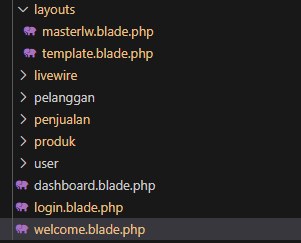 layouts
masterlw.blade.php
template.blade.php
livewire
pelanggan
penjualan
produk
user
dashboard.blade.php
login.blade.php
welcome.blade.php